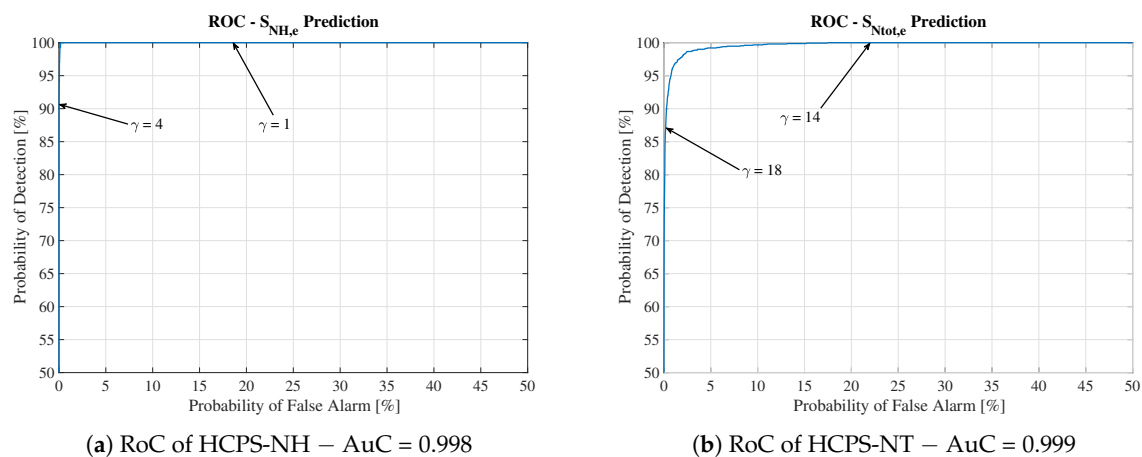 ROC - S_NH,e Prediction
100
95
90
85
80
75
70
65
60
55
50
Probability of Detection [%]
γ = 4
γ = 1
0 5 10 15 20 25 30 35 40 45 50
Probability of False Alarm [%]
(a) RoC of HCPS-NH − AuC = 0.998
ROC - S_Ntot,e Prediction
100
95
90
85
80
75
70
65
60
55
50
Probability of Detection [%]
γ = 14
γ = 18
0 5 10 15 20 25 30 35 40 45 50
Probability of False Alarm [%]
(b) RoC of HCPS-NT − AuC = 0.999